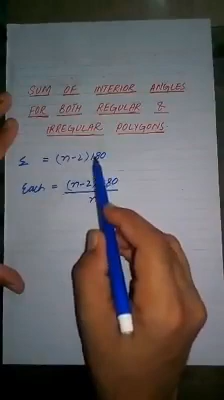 SUM OF INTERIOR ANGLES
FOR BOTH REGULAR &
IRREGULAR POLYGONS
Σ = (n-2)180
Each = (n-2)180
n